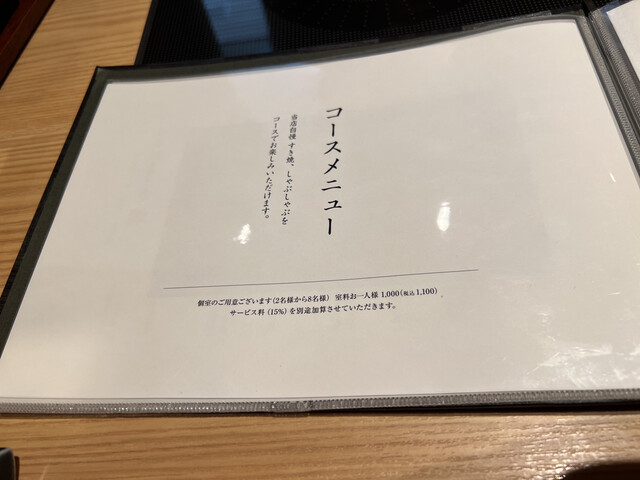 コースメニュー
当店自慢 すき焼、しゃぶしゃぶを
コースでお楽しみいただけます。
個室のご用意ございます(2名様から8名様) 室料お一人様 1,000(税込1,100)
サービス料(15%)を別途加算させていただきます。